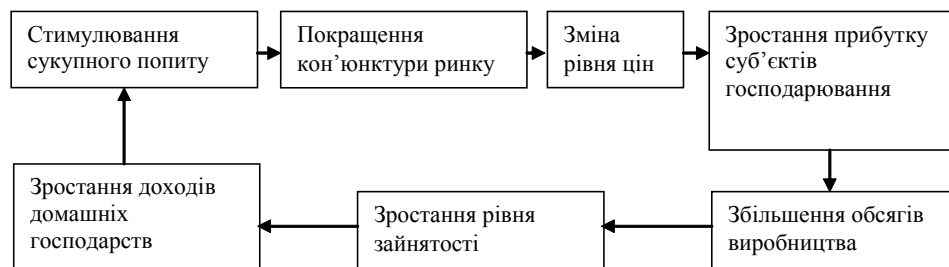 Стимулювання
сукупного попиту
Покращення
кон’юнктури ринку
Зміна
рівня цін
Зростання прибутку
суб’єктів
господарювання
Збільшення обсягів
виробництва
Зростання рівня
зайнятості
Зростання доходів
домашніх
господарств